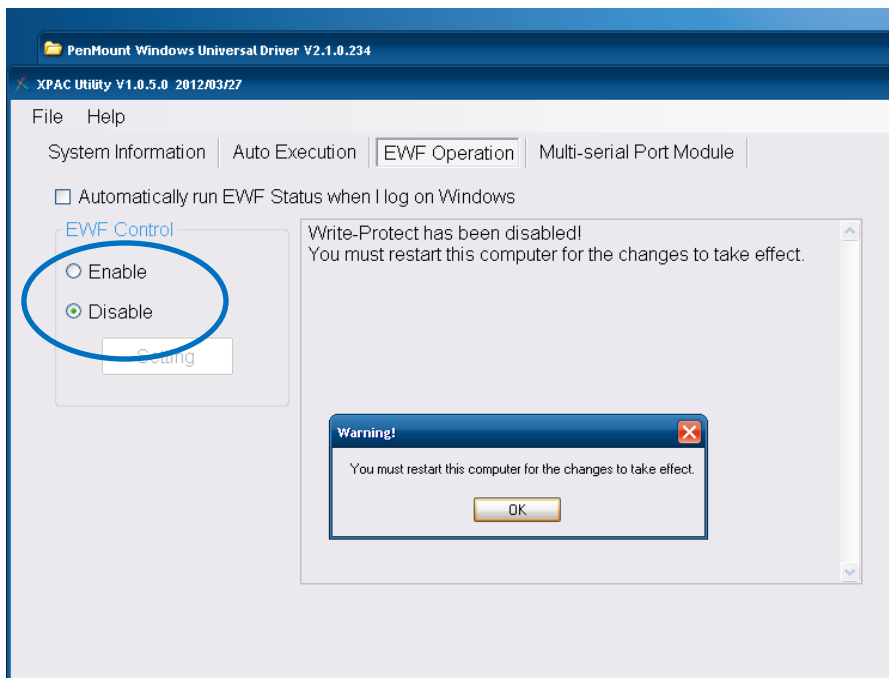 PenMount Windows Universal Driver V2.1.0.234
XPAC Utility V1.0.5.0 2012/03/27
File Help
System Information Auto Execution EWF Operation Multi-serial Port Module
Automatically run EWF Status when I log on Windows
EWF Control
Enable
Disable
Setting
Write-Protect has been disabled!
You must restart this computer for the changes to take effect.
Warning!
You must restart this computer for the changes to take effect.
OK